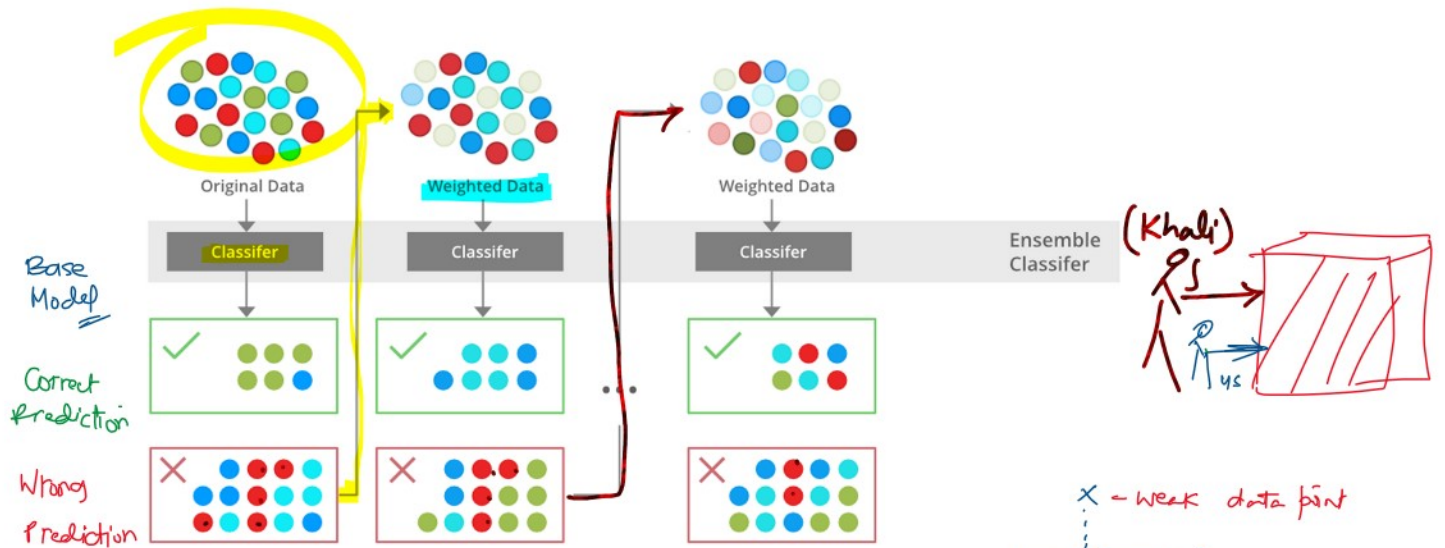 Original Data
Weighted Data
Weighted Data
Classifer
Classifer
Classifer
Ensemble
Classifer
(Khali)
us
Base
Model
Correct
Prediction
Wrong
Prediction
x - weak data point